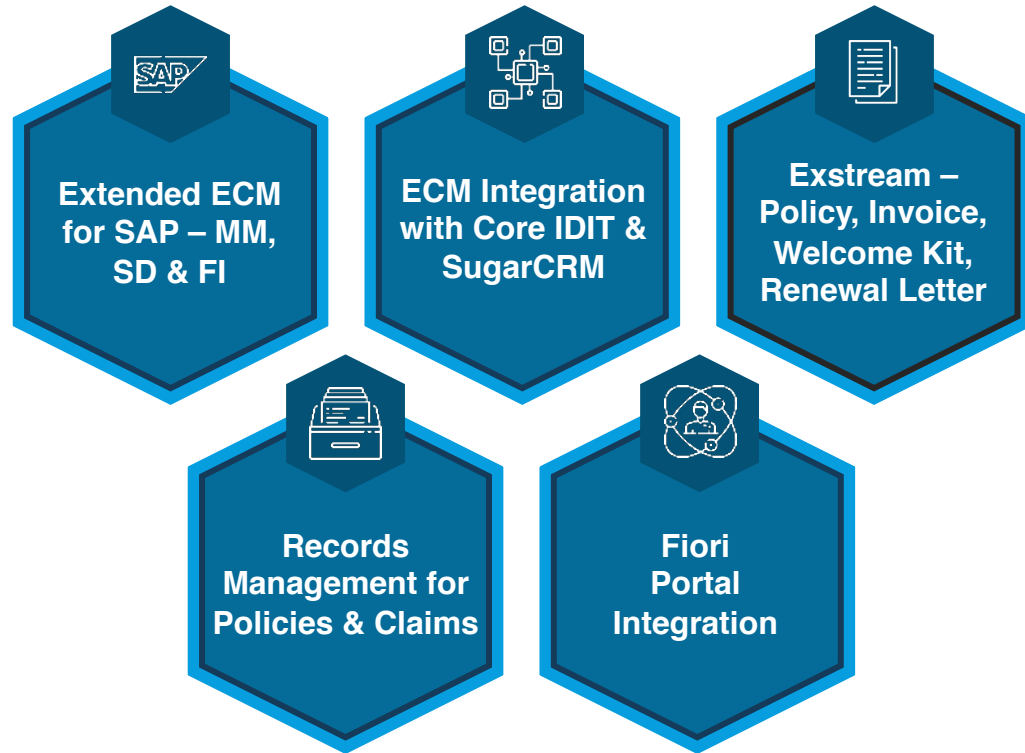 SAP
Extended ECM
for SAP – MM,
SD & FI
ECM Integration
with Core IDIT &
SugarCRM
Exstream –
Policy, Invoice,
Welcome Kit,
Renewal Letter
Records
Management for
Policies & Claims
Fiori
Portal
Integration